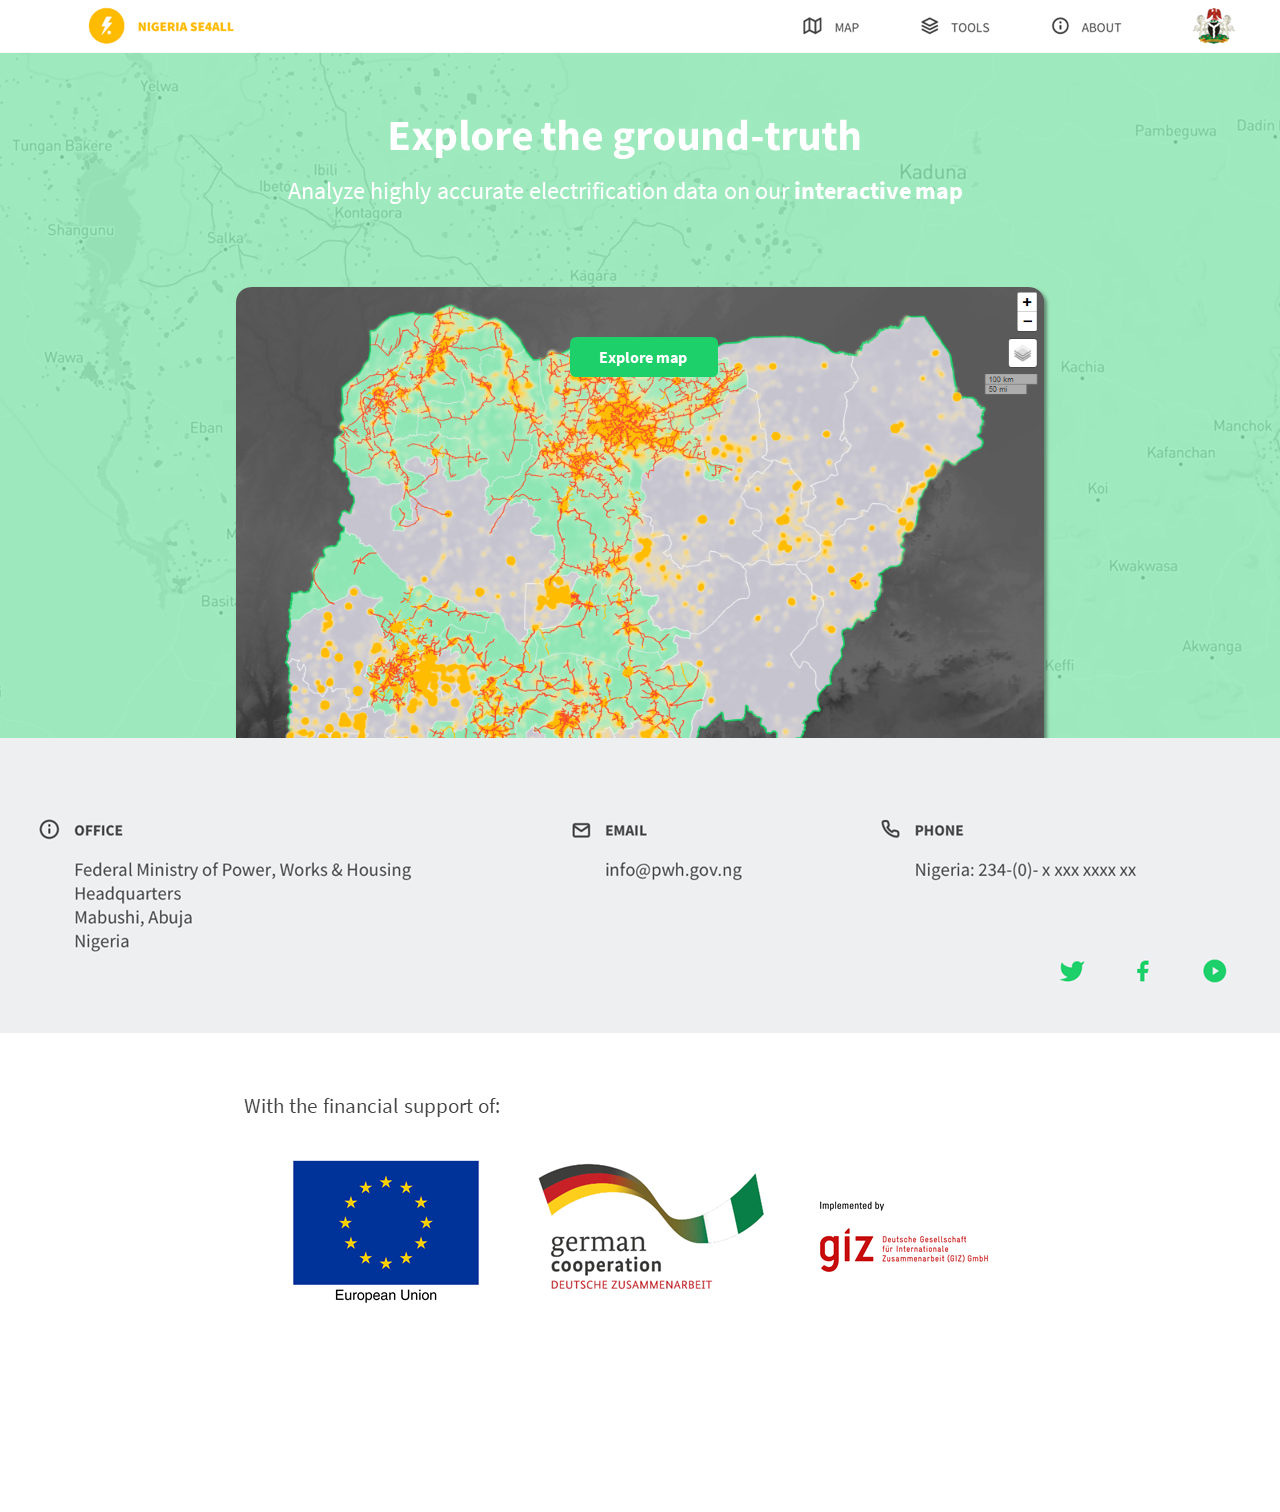 NIGERIA SE4ALL
MAP
TOOLS
ABOUT
Yelwa
Tungan Bakere
Ibeto
Ibili
Kontagora
Shangunu
Salka
Kagara
Kaduna
Pambeguwa
Dadin
Explore the ground-truth
Analyze highly accurate electrification data on our interactive map
+
−
100 km
50 mi
Explore map
Wawa
Eban
Basita
Kachia
Manchok
Kafanchan
Koi
Kwakwasa
Akwanga
Keffi
OFFICE
Federal Ministry of Power, Works & Housing
Headquarters
Mabushi, Abuja
Nigeria
EMAIL
info@pwh.gov.ng
PHONE
Nigeria: 234-(0)- x xxx xxxx xx
With the financial support of:
European Union
german
cooperation
DEUTSCHE ZUSAMMENARBEIT
Implemented by
giz
Deutsche Gesellschaft
für Internationale
Zusammenarbeit (GIZ) GmbH